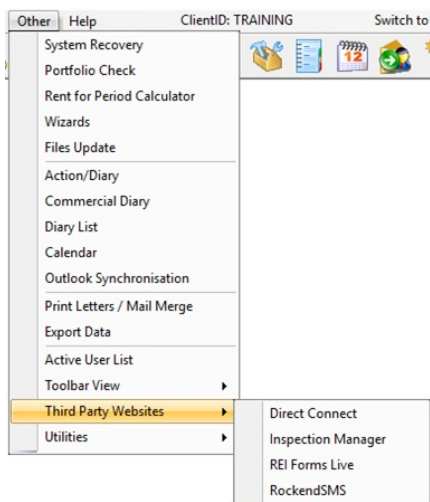 Other Help ClientID: TRAINING Switch to
12
System Recovery
Portfolio Check
Rent for Period Calculator
Wizards
Files Update
Action/Diary
Commercial Diary
Diary List
Calendar
Outlook Synchronisation
Print Letters / Mail Merge
Export Data
Active User List
Toolbar View
Third Party Websites
Utilities
Direct Connect
Inspection Manager
REI Forms Live
RockendSMS